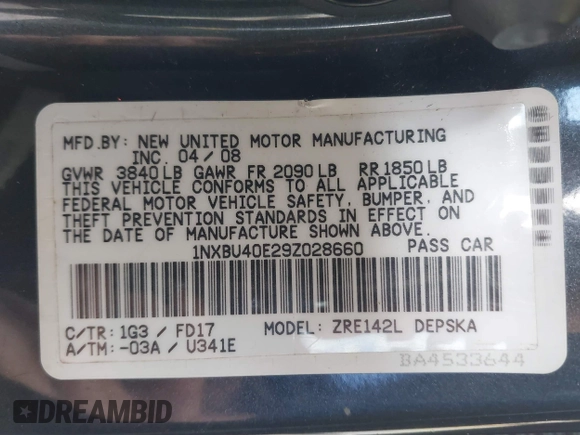 MFD.BY: NEW UNITED MOTOR MANUFACTURING
INC. 04/08
GVWR 3840 LB GAWR FR 2090 LB RR 1850 LB
THIS VEHICLE CONFORMS TO ALL APPLICABLE
FEDERAL MOTOR VEHICLE SAFETY, BUMPER, AND
THEFT PREVENTION STANDARDS IN EFFECT ON
THE DATE OF MANUFACTURE SHOWN ABOVE.
1NXBU40E29Z028660 PASS CAR
C/TR: 1G3 / FD17 MODEL: ZRE142L DEPSKA
A/TM: -03A / U341E
BA4533644
DREAMBID